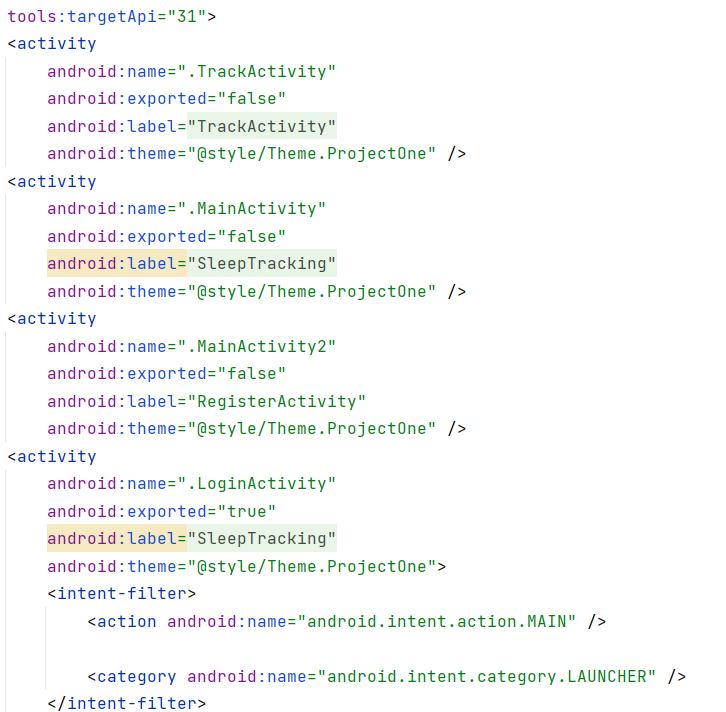 tools:targetApi="31">
<activity
android:name=".TrackActivity"
android:exported="false"
android:label="TrackActivity"
android:theme="@style/Theme.ProjectOne" />
<activity
android:name=".MainActivity"
android:exported="false"
android:label="SleepTracking"
android:theme="@style/Theme.ProjectOne" />
<activity
android:name=".MainActivity2"
android:exported="false"
android:label="RegisterActivity"
android:theme="@style/Theme.ProjectOne" />
<activity
android:name=".LoginActivity"
android:exported="true"
android:label="SleepTracking"
android:theme="@style/Theme.ProjectOne">
<intent-filter>
<action android:name="android.intent.action.MAIN" />
<category android:name="android.intent.category.LAUNCHER" />
</intent-filter>